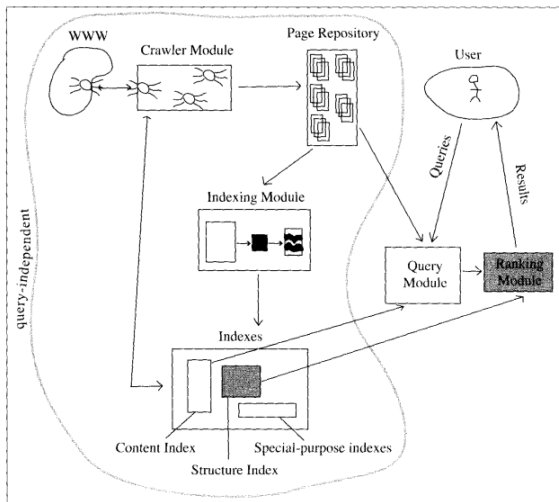 WWW
Crawler Module
Page Repository
User
Queries
Results
Indexing Module
query-independent
Query
Module
Ranking
Module
Indexes
Content Index
Special-purpose indexes
Structure Index